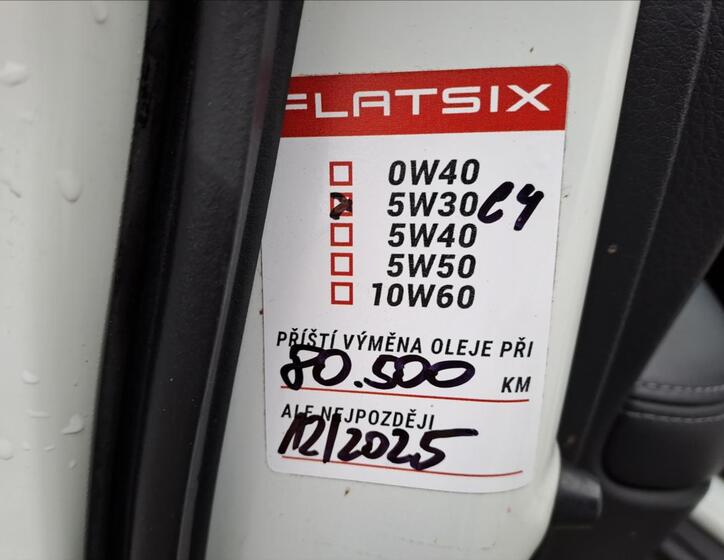 FLATSIX
0W40
5W30 C4
5W40
5W50
10W60
PŘÍŠTÍ VÝMĚNA OLEJE PŘI
80.500 KM
ALE NEJPOZDĚJI
12/2025